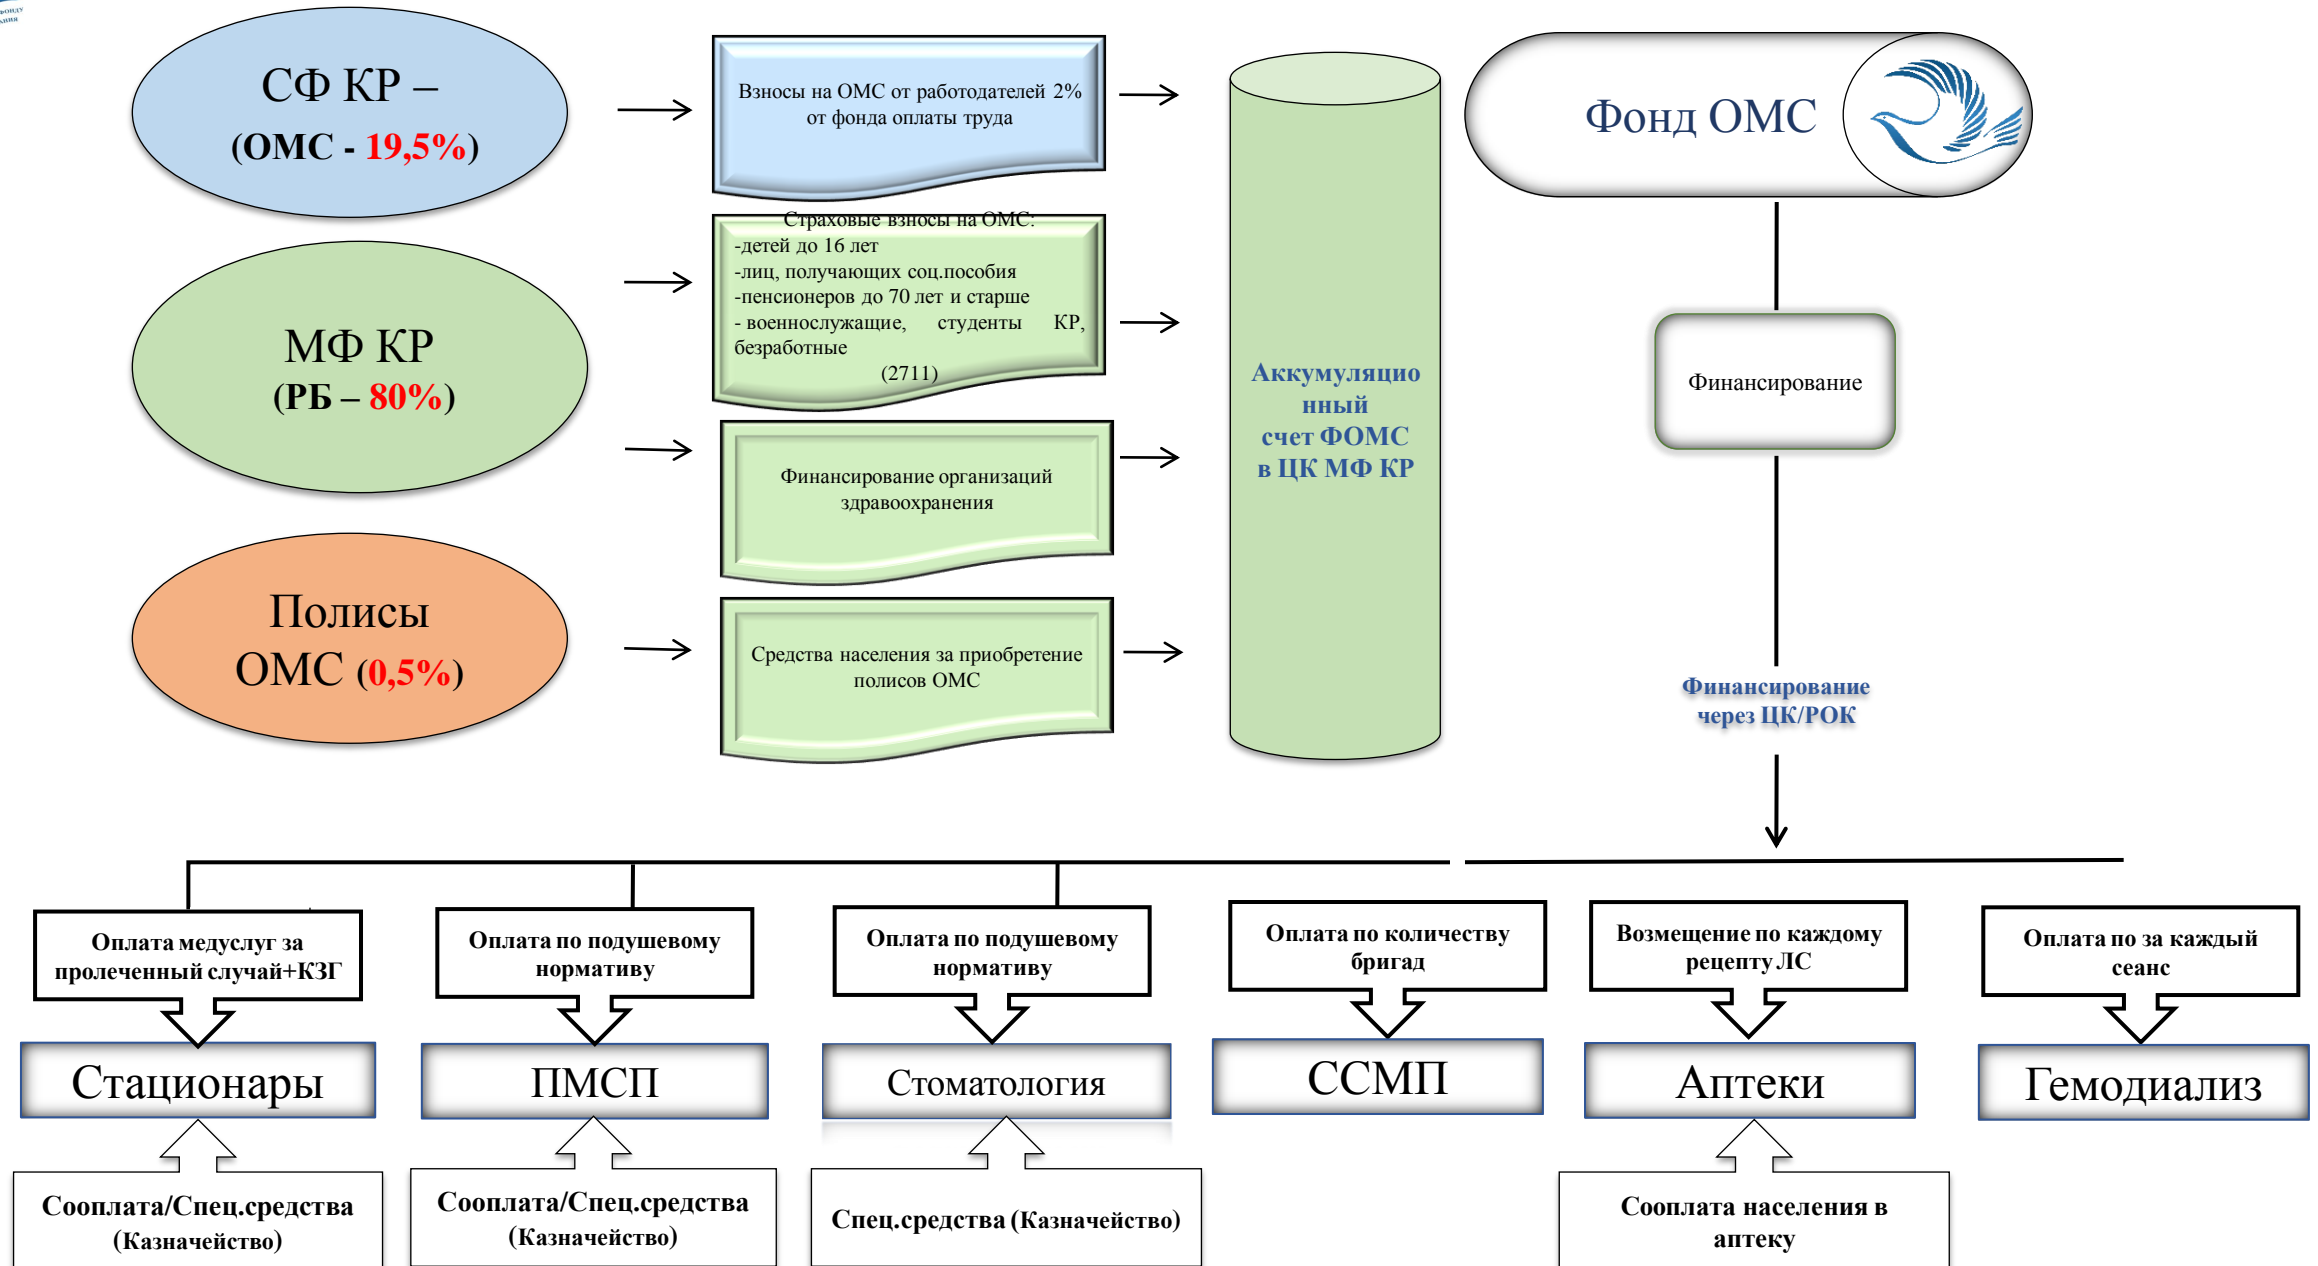 СФ КР –
(ОМС - 19,5%)
Взносы на ОМС от работодателей 2%
от фонда оплаты труда
Фонд ОМС
Страховые взносы на ОМС:
-детей до 16 лет
-лиц, получающих соц.пособия
-пенсионеров до 70 лет и старше
- военнослужащие, студенты КР,
безработные
(2711)
МФ КР
(РБ – 80%)
Финансирование организаций
здравоохранения
Полисы
ОМС (0,5%)
Средства населения за приобретение
полисов ОМС
Аккумуляцио
нный
счет ФОМС
в ЦК МФ КР
Финансирование
Финансирование
через ЦК/РОК
Оплата медуслуг за
пролеченный случай+КЗГ
Оплата по подушевому
нормативу
Оплата по подушевому
нормативу
Оплата по количеству
бригад
Возмещение по каждому
рецепту ЛС
Оплата по за каждый
сеанс
Стационары
ПМСП
Стоматология
ССМП
Аптеки
Гемодиализ
Сооплата/Спец.средства
(Казначейство)
Сооплата/Спец.средства
(Казначейство)
Спец.средства (Казначейство)
Сооплата населения в
аптеку